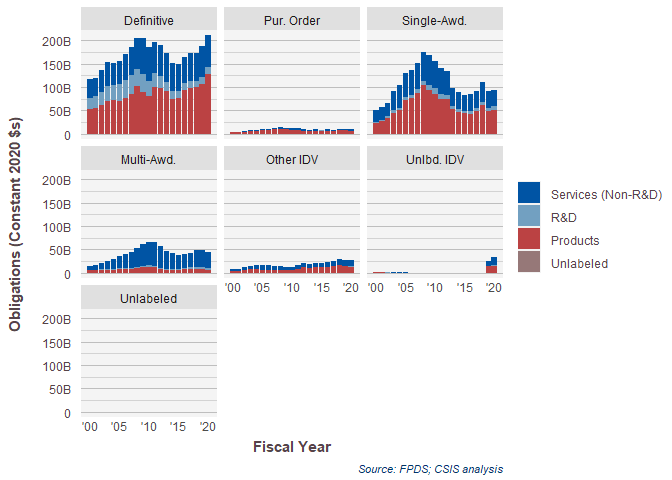 Definitive Pur. Order Single-Awd.
200B
150B
100B
50B
0
Multi-Awd. Other IDV Unlbd. IDV
200B
150B
100B
50B
0
'00 '05 '10 '15 '20 '00 '05 '10 '15 '20
Unlabeled
200B
150B
100B
50B
0
'00 '05 '10 '15 '20
Obligations (Constant 2020 $s)
Fiscal Year
Services (Non-R&D)
R&D
Products
Unlabeled
Source: FPDS; CSIS analysis